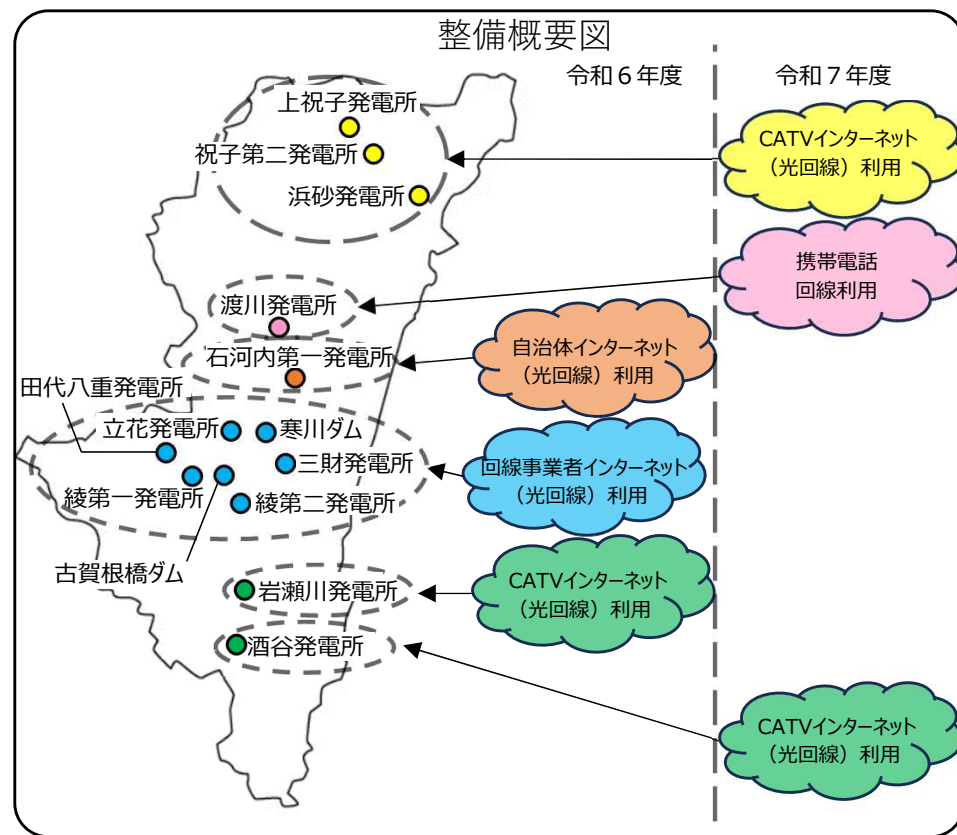 整備概要図
令和６年度
令和７年度
上祝子発電所
祝子第二発電所
浜砂発電所
CATVインターネット
（光回線）利用
携帯電話
回線利用
渡川発電所
石河内第一発電所
自治体インターネット
（光回線）利用
田代八重発電所
立花発電所
寒川ダム
三財発電所
綾第一発電所
綾第二発電所
古賀根橋ダム
回線事業者インターネット
（光回線）利用
岩瀬川発電所
CATVインターネット
（光回線）利用
酒谷発電所
CATVインターネット
（光回線）利用